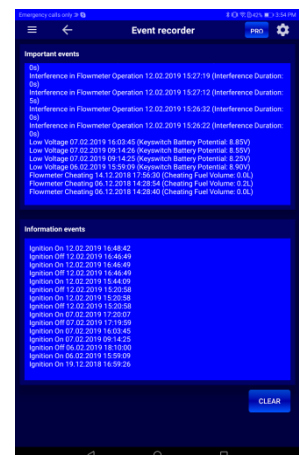 Emergency calls only
42%
3:54 PM
Event recorder
PRO
Important events
0s)
Interference in Flowmeter Operation 12.02.2019 15:27:19 (Interference Duration:
0s)
Interference in Flowmeter Operation 12.02.2019 15:27:12 (Interference Duration:
5s)
Interference in Flowmeter Operation 12.02.2019 15:26:32 (Interference Duration:
0s)
Interference in Flowmeter Operation 12.02.2019 15:26:22 (Interference Duration:
0s)
Low Voltage 07.02.2019 16:03:45 (Keyswitch Battery Potential: 8.85V)
Low Voltage 07.02.2019 09:14:26 (Keyswitch Battery Potential: 8.55V)
Low Voltage 07.02.2019 09:14:25 (Keyswitch Battery Potential: 8.25V)
Low Voltage 06.02.2019 15:59:09 (Keyswitch Battery Potential: 8.90V)
Flowmeter Cheating 14.12.2018 17:56:30 (Cheating Fuel Volume: 0.0L)
Flowmeter Cheating 06.12.2018 14:28:54 (Cheating Fuel Volume: 0.2L)
Flowmeter Cheating 06.12.2018 14:28:40 (Cheating Fuel Volume: 0.0L)
Information events
Ignition On 12.02.2019 16:48:42
Ignition Off 12.02.2019 16:46:49
Ignition On 12.02.2019 16:46:49
Ignition Off 12.02.2019 16:46:49
Ignition On 12.02.2019 15:44:09
Ignition Off 12.02.2019 15:20:58
Ignition On 12.02.2019 15:20:58
Ignition Off 12.02.2019 15:20:58
Ignition On 07.02.2019 17:20:07
Ignition Off 07.02.2019 17:19:59
Ignition On 07.02.2019 16:03:45
Ignition On 07.02.2019 09:14:25
Ignition Off 06.02.2019 18:10:00
Ignition On 06.02.2019 15:59:09
Ignition On 19.12.2018 16:59:26
CLEAR